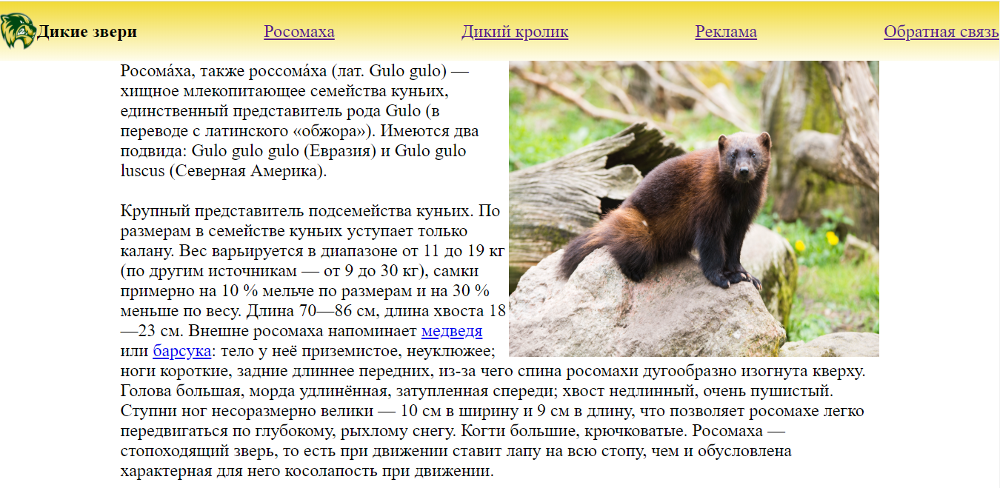 Дикие звери Росомаха Дикий кролик Реклама Обратная связь
Росома́ха, также россома́ха (лат. Gulo gulo) —
хищное млекопитающее семейства куньих,
единственный представитель рода Gulo (в
переводе с латинского «обжора»). Имеются два
подвида: Gulo gulo gulo (Евразия) и Gulo gulo
luscus (Северная Америка).
Крупный представитель подсемейства куньих. По
размерам в семействе куньих уступает только
калану. Вес варьируется в диапазоне от 11 до 19 кг
(по другим источникам — от 9 до 30 кг), самки
примерно на 10 % мельче по размерам и на 30 %
меньше по весу. Длина 70—86 см, длина хвоста 18
—23 см. Внешне росомаха напоминает медведя
или барсука: тело у неё приземистое, неуклюжее;
ноги короткие, задние длиннее передних, из-за чего спина росомахи дугообразно изогнута кверху.
Голова большая, морда удлинённая, затупленная спереди; хвост недлинный, очень пушистый.
Ступни ног несоразмерно велики — 10 см в ширину и 9 см в длину, что позволяет росомахе легко
передвигаться по глубокому, рыхлому снегу. Когти большие, крючковатые. Росомаха —
стопоходящий зверь, то есть при движении ставит лапу на всю стопу, чем и обусловлена
характерная для него косолапость при движении.